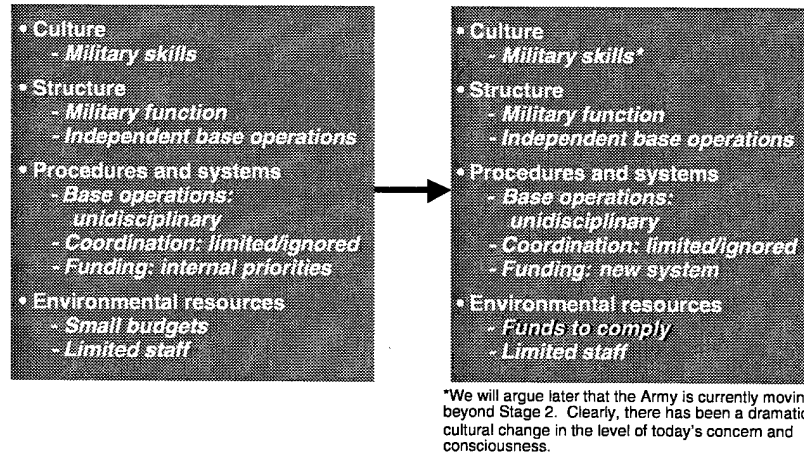 • Culture
- Military skills
• Structure
- Military function
- Independent base operations
• Procedures and systems
- Base operations:
unidisciplinary
- Coordination: limited/ignored
- Funding: internal priorities
• Environmental resources
- Small budgets
- Limited staff
• Culture
- Military skills*
• Structure
- Military function
- Independent base operations
• Procedures and systems
- Base operations:
unidisciplinary
- Coordination: limited/ignored
- Funding: new system
• Environmental resources
- Funds to comply
- Limited staff
*We will argue later that the Army is currently movin
beyond Stage 2. Clearly, there has been a dramatic
cultural change in the level of today's concern and
consciousness.